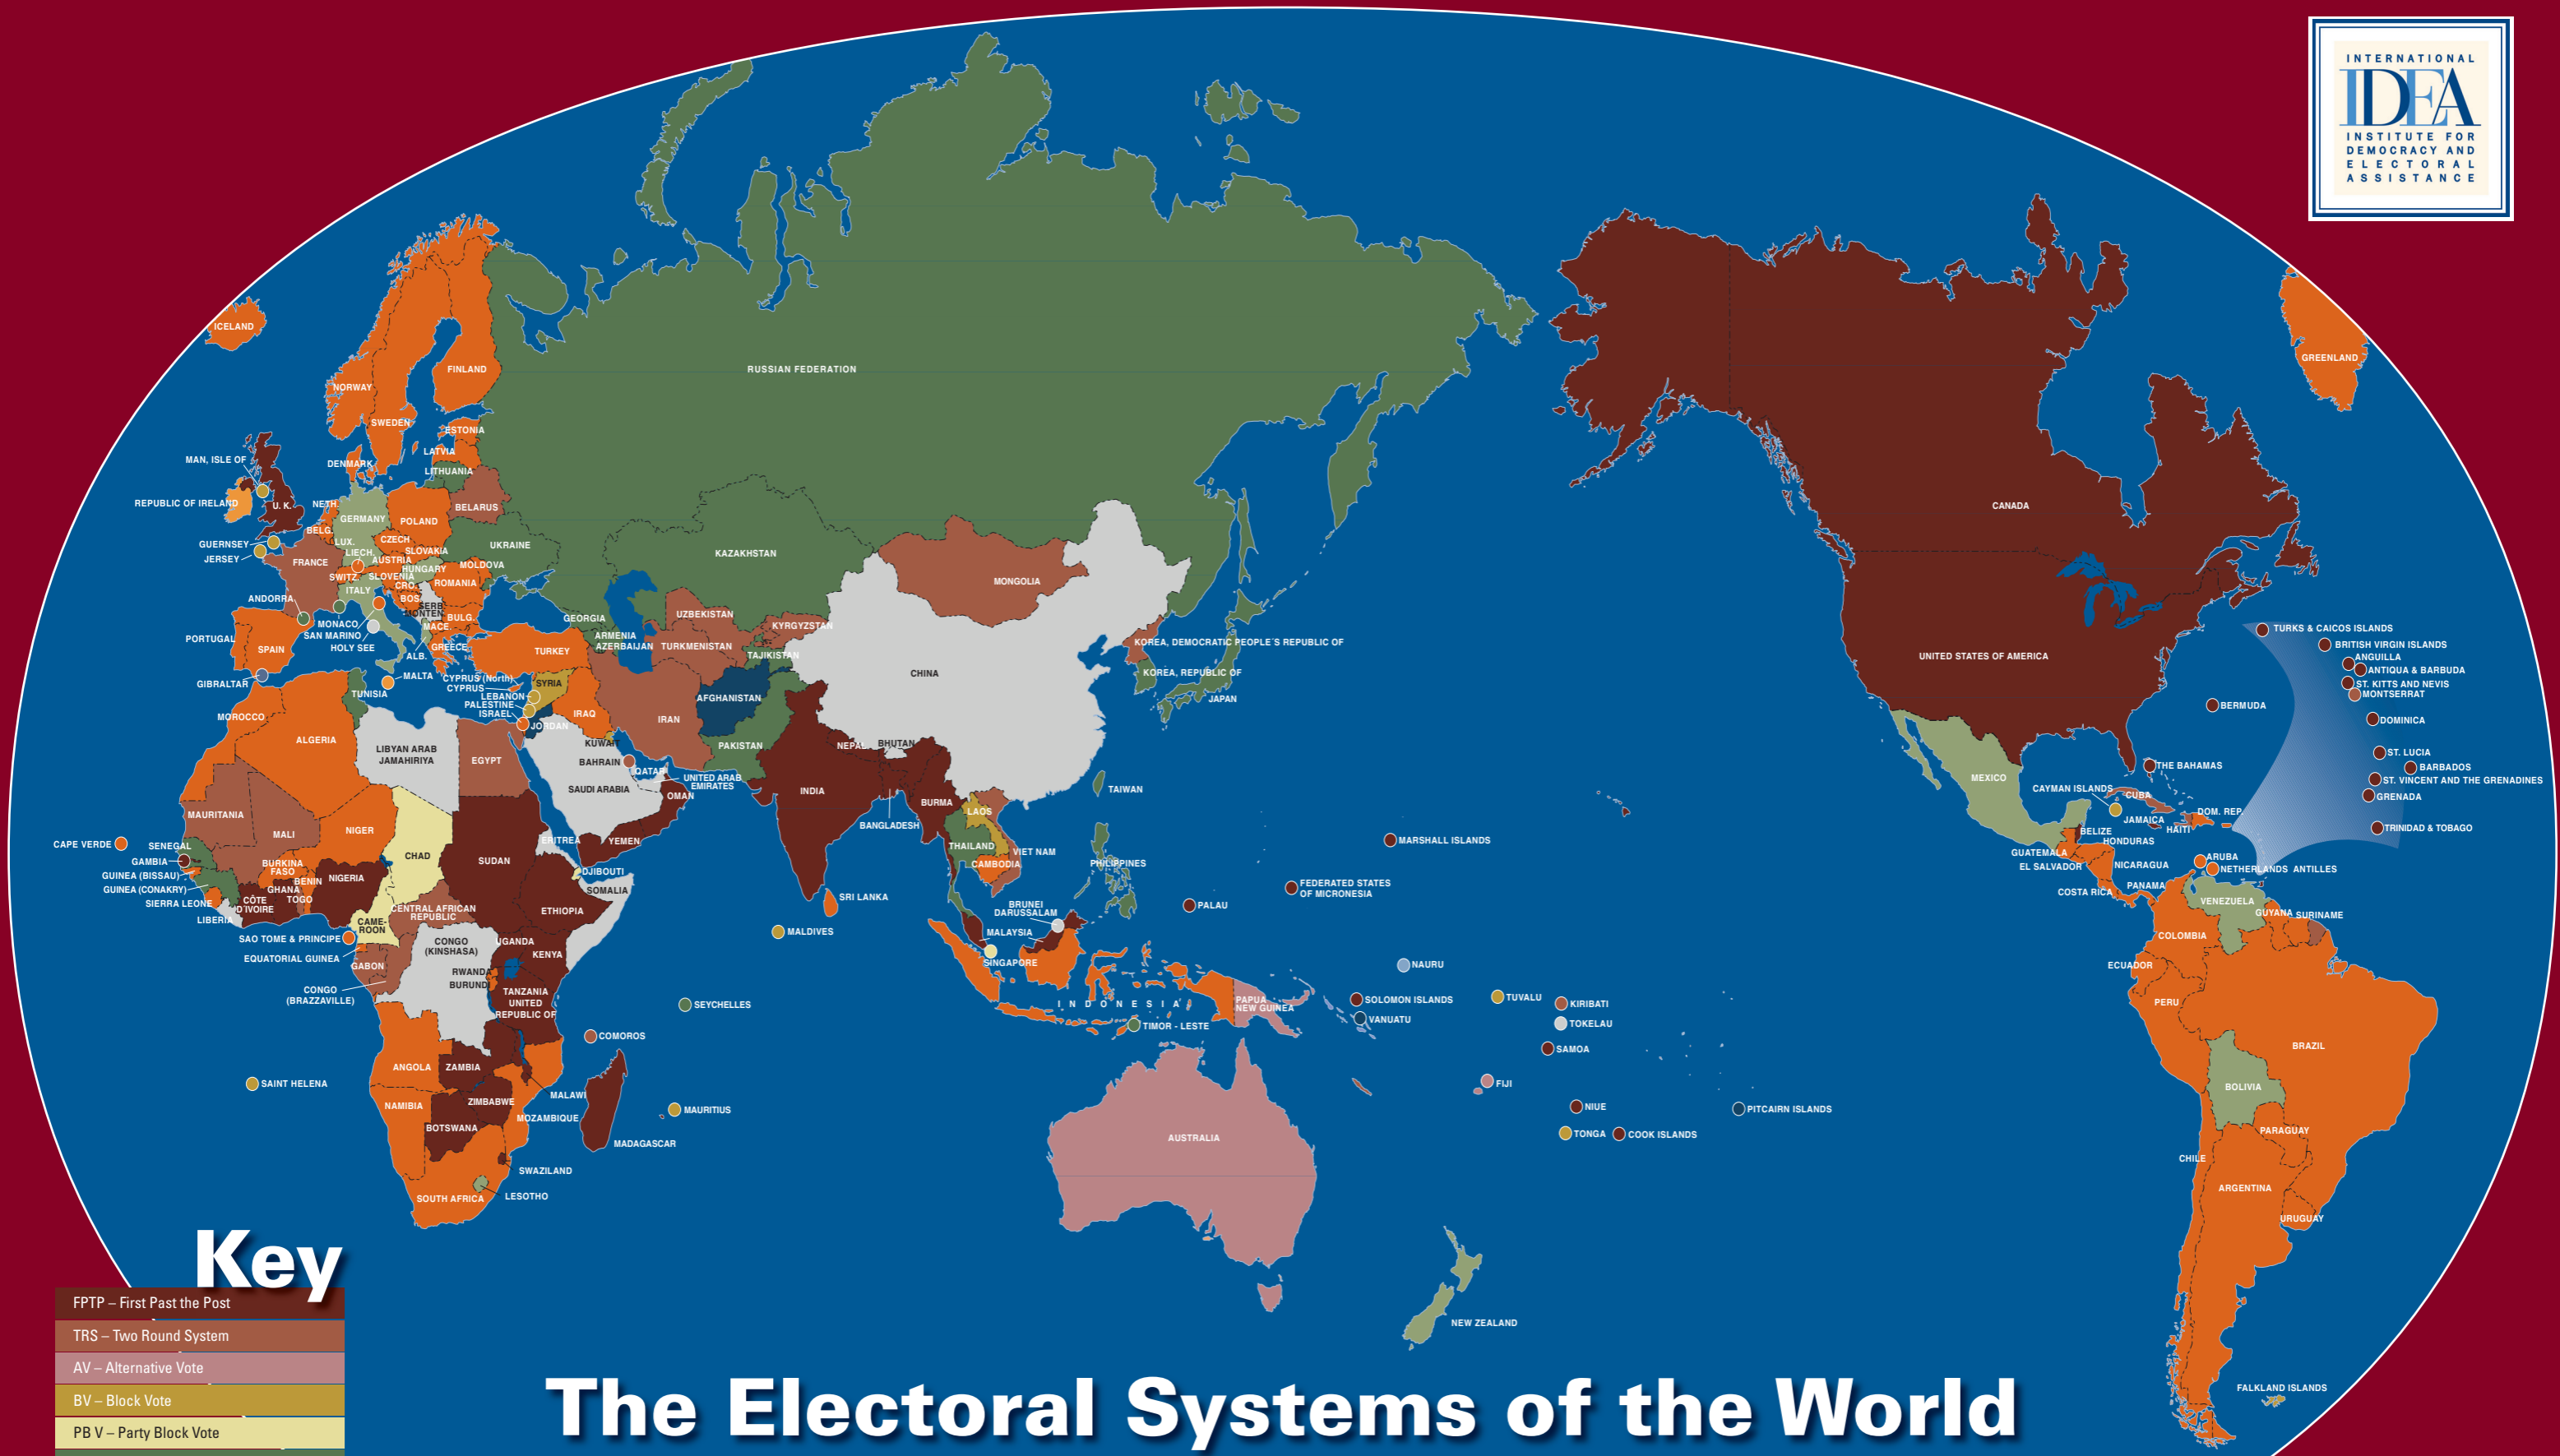 INTERNATIONAL
IDEA
INSTITUTE FOR
DEMOCRACY AND
ELECTORAL
ASSISTANCE
ICELAND
GREENLAND
RUSSIAN FEDERATION
NORWAY
FINLAND
SWEDEN
ESTONIA
LATVIA
LITHUANIA
DENMARK
MAN, ISLE OF
REPUBLIC OF IRELAND
U. K.
NETH.
BELARUS
GERMANY
POLAND
BELG.
GUERNSEY
JERSEY
LUX.
LIECH.
CZECH
SLOVAKIA
UKRAINE
FRANCE
AUSTRIA
HUNGARY
MOLDOVA
SWITZ.
SLOVENIA
CRO.
ROMANIA
ITALY
BOS.
SERB.
MONTEN.
BULG.
MACE.
ANDORRA
MONACO
SAN MARINO
HOLY SEE
ALB.
GREECE
PORTUGAL
SPAIN
GIBRALTAR
MALTA
TUNISIA
TURKEY
GEORGIA
ARMENIA
AZERBAIJAN
KAZAKHSTAN
UZBEKISTAN
TURKMENISTAN
KYRGYZSTAN
TAJIKISTAN
MONGOLIA
CHINA
KOREA, DEMOCRATIC PEOPLE´S REPUBLIC OF
KOREA, REPUBLIC OF
JAPAN
CANADA
UNITED STATES OF AMERICA
CYPRUS (North)
CYPRUS
LEBANON
PALESTINE
ISRAEL
SYRIA
JORDAN
IRAQ
IRAN
AFGHANISTAN
PAKISTAN
KUWAIT
BAHRAIN
QATAR
UNITED ARAB
EMIRATES
SAUDI ARABIA
OMAN
YEMEN
MOROCCO
ALGERIA
LIBYAN ARAB
JAMAHIRIYA
EGYPT
MAURITANIA
MALI
NIGER
CHAD
SUDAN
ERITREA
DJIBOUTI
SOMALIA
ETHIOPIA
CAPE VERDE
SENEGAL
GAMBIA
GUINEA (BISSAU)
GUINEA (CONAKRY)
SIERRA LEONE
LIBERIA
CÔTE
D'IVOIRE
BURKINA
FASO
GHANA
TOGO
BENIN
NIGERIA
CAME-
ROON
CENTRAL AFRICAN
REPUBLIC
SAO TOME & PRINCIPE
EQUATORIAL GUINEA
GABON
CONGO
(BRAZZAVILLE)
CONGO
(KINSHASA)
UGANDA
KENYA
RWANDA
BURUNDI
TANZANIA
UNITED
REPUBLIC OF
ANGOLA
ZAMBIA
NAMIBIA
ZIMBABWE
BOTSWANA
MALAWI
MOZAMBIQUE
MADAGASCAR
SWAZILAND
LESOTHO
SOUTH AFRICA
SAINT HELENA
COMOROS
SEYCHELLES
MAURITIUS
MALDIVES
INDIA
NEPAL
BHUTAN
BANGLADESH
BURMA
SRI LANKA
LAOS
THAILAND
VIET NAM
CAMBODIA
TAIWAN
PHILIPPINES
BRUNEI
DARUSSALAM
MALAYSIA
SINGAPORE
INDONESIA
TIMOR - LESTE
PAPUA
NEW GUINEA
PALAU
FEDERATED STATES
OF MICRONESIA
MARSHALL ISLANDS
NAURU
SOLOMON ISLANDS
VANUATU
TUVALU
KIRIBATI
TOKELAU
SAMOA
FIJI
NIUE
TONGA
COOK ISLANDS
PITCAIRN ISLANDS
AUSTRALIA
NEW ZEALAND
TURKS & CAICOS ISLANDS
BRITISH VIRGIN ISLANDS
ANGUILLA
ANTIQUA & BARBUDA
ST. KITTS AND NEVIS
MONTSERRAT
BERMUDA
DOMINICA
ST. LUCIA
BARBADOS
ST. VINCENT AND THE GRENADINES
GRENADA
TRINIDAD & TOBAGO
THE BAHAMAS
MEXICO
CAYMAN ISLANDS
CUBA
JAMAICA
HAITI
DOM. REP.
BELIZE
HONDURAS
GUATEMALA
EL SALVADOR
NICARAGUA
COSTA RICA
PANAMA
ARUBA
NETHERLANDS ANTILLES
VENEZUELA
GUYANA
SURINAME
COLOMBIA
ECUADOR
PERU
BRAZIL
BOLIVIA
PARAGUAY
CHILE
ARGENTINA
URUGUAY
FALKLAND ISLANDS
Key
FPTP – First Past the Post
TRS – Two Round System
AV – Alternative Vote
BV – Block Vote
PB V – Party Block Vote
The Electoral Systems of the World